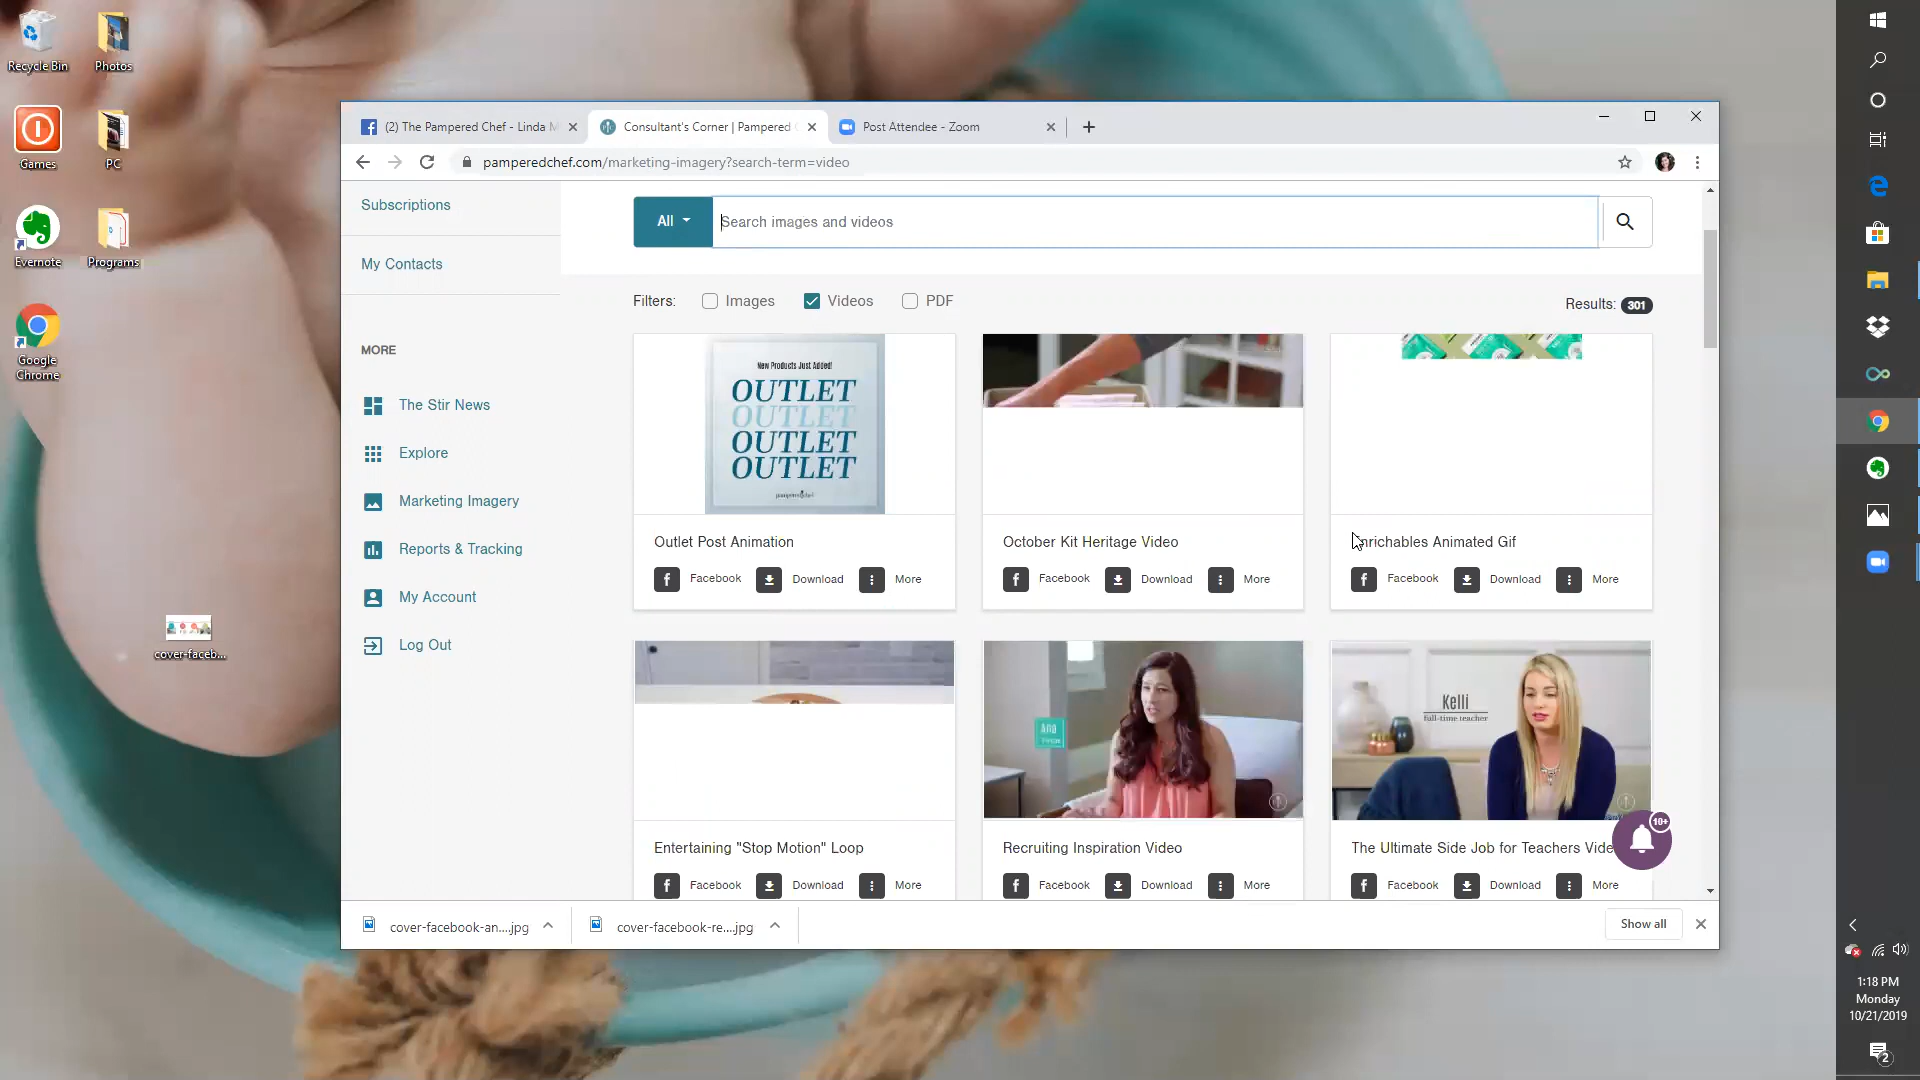 Recycle Bin
Photos
Games
PC
Evernote
Programs
Google
Chrome
cover-faceb...
(2) The Pampered Chef - Linda M
Consultant's Corner | Pampered C
Post Attendee - Zoom
pamperedchef.com/marketing-imagery?search-term=video
Subscriptions
My Contacts
MORE
The Stir News
Explore
Marketing Imagery
Reports & Tracking
My Account
Log Out
All
Search images and videos
Filters:
Images
Videos
PDF
Results: 301
New Products Just Added!
OUTLET
OUTLET
OUTLET
OUTLET
pampered chef
Outlet Post Animation
October Kit Heritage Video
Enrichables Animated Gif
Facebook
Download
More
Facebook
Download
More
Facebook
Download
More
Kelli
full-time teacher
Entertaining "Stop Motion" Loop
Recruiting Inspiration Video
The Ultimate Side Job for Teachers Vide
10+
Facebook
Download
More
Facebook
Download
More
Facebook
Download
More
cover-facebook-an....jpg
cover-facebook-re....jpg
Show all
1:18 PM
Monday
10/21/2019
2